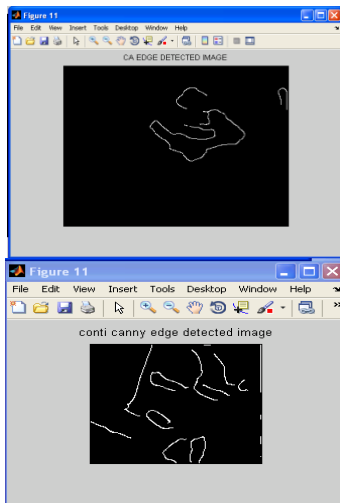 Figure 11
File Edit View Insert Tools Desktop Window Help
CA EDGE DETECTED IMAGE
Figure 11
File Edit View Insert Tools Desktop Window Help
conti canny edge detected image